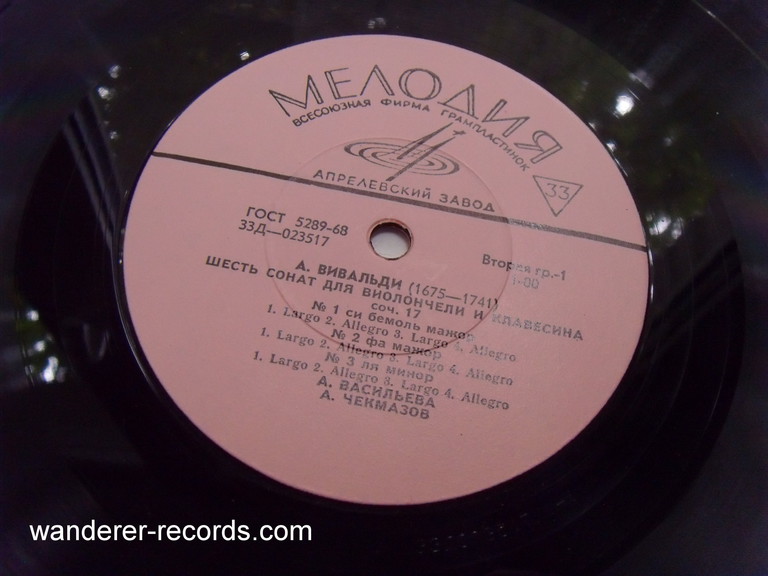 МЕЛОДИЯ
ВСЕСОЮЗНАЯ ФИРМА ГРАМПЛАСТИНОК
33
АПРЕЛЕВСКИЙ ЗАВОД
ГОСТ 5289-68
33Д—023517
Вторая гр.-1
1-00
А. ВИВАЛЬДИ (1675—1741)
ШЕСТЬ СОНАТ ДЛЯ ВИОЛОНЧЕЛИ И КЛАВЕСИНА
соч. 17
№ 1 си бемоль мажор
1. Largo 2. Allegro 3. Largo 4. Allegro
№ 2 фа мажор
1. Largo 2. Allegro 3. Largo 4. Allegro
№ 3 ля минор
1. Largo 2. Allegro 3. Largo 4. Allegro
А. ВАСИЛЬЕВА
А. ЧЕКМАЗОВ
wanderer-records.com